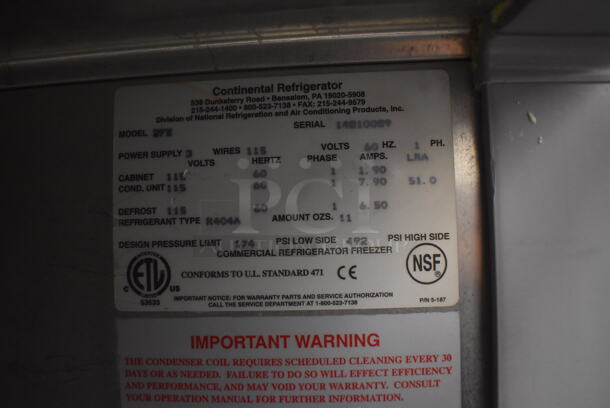 Continental Refrigerator
539 Dunksferry Road • Bensalem, PA 19020-5908
215-244-1400 • 800-523-7138 • FAX: 215-244-9579
Division of National Refrigeration and Air Conditioning Products, Inc.
MODEL 2FE SERIAL
POWER SUPPLY 3 WIRES 115 VOLTS 60 HZ. 1 PH.
VOLTS HERTZ PHASE AMPS. LRA
CABINET 115 60 1 1.90
COND. UNIT 115 60 1 7.90 51.0
DEFROST 115 60 1 6.50
REFRIGERANT TYPE R404A AMOUNT OZS. 11
DESIGN PRESSURE LIMIT 174 PSI LOW SIDE 492 PSI HIGH SIDE
COMMERCIAL REFRIGERATOR FREEZER
ETL
C US
53633
CONFORMS TO U.L. STANDARD 471 CE
NSF
IMPORTANT NOTICE: FOR WARRANTY PARTS AND SERVICE AUTHORIZATION
CALL THE SERVICE DEPARTMENT AT 1-800-523-7138
P/N 5-187
PCI
IMPORTANT WARNING
THE CONDENSER COIL REQUIRES SCHEDULED CLEANING EVERY 30
DAYS OR AS NEEDED. FAILURE TO DO SO WILL EFFECT EFFICIENCY
AND PERFORMANCE, AND MAY VOID YOUR WARRANTY. CONSULT
YOUR OPERATION MANUAL FOR FURTHER INFORMATION.